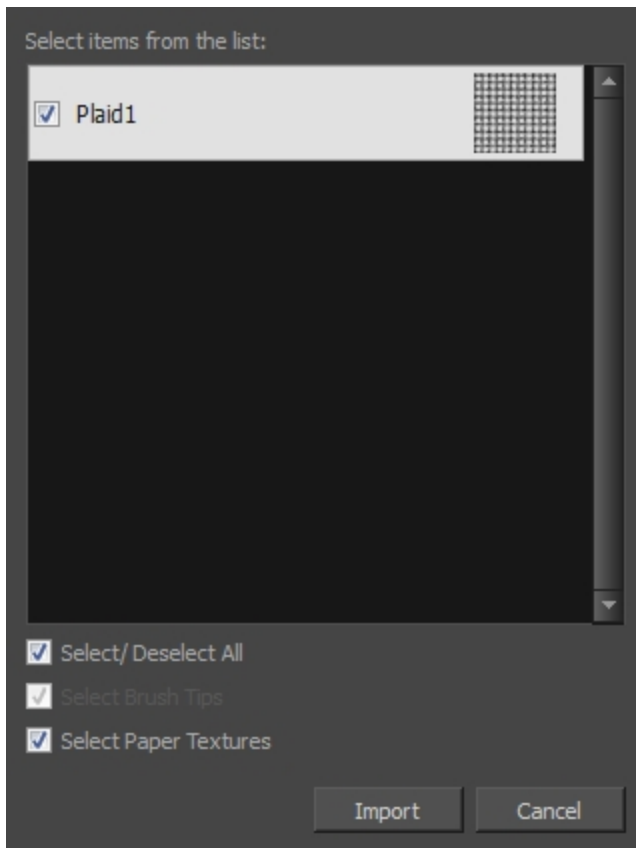 Select items from the list:
Plaid1
Select/ Deselect All
Select Brush Tips
Select Paper Textures
Import Cancel